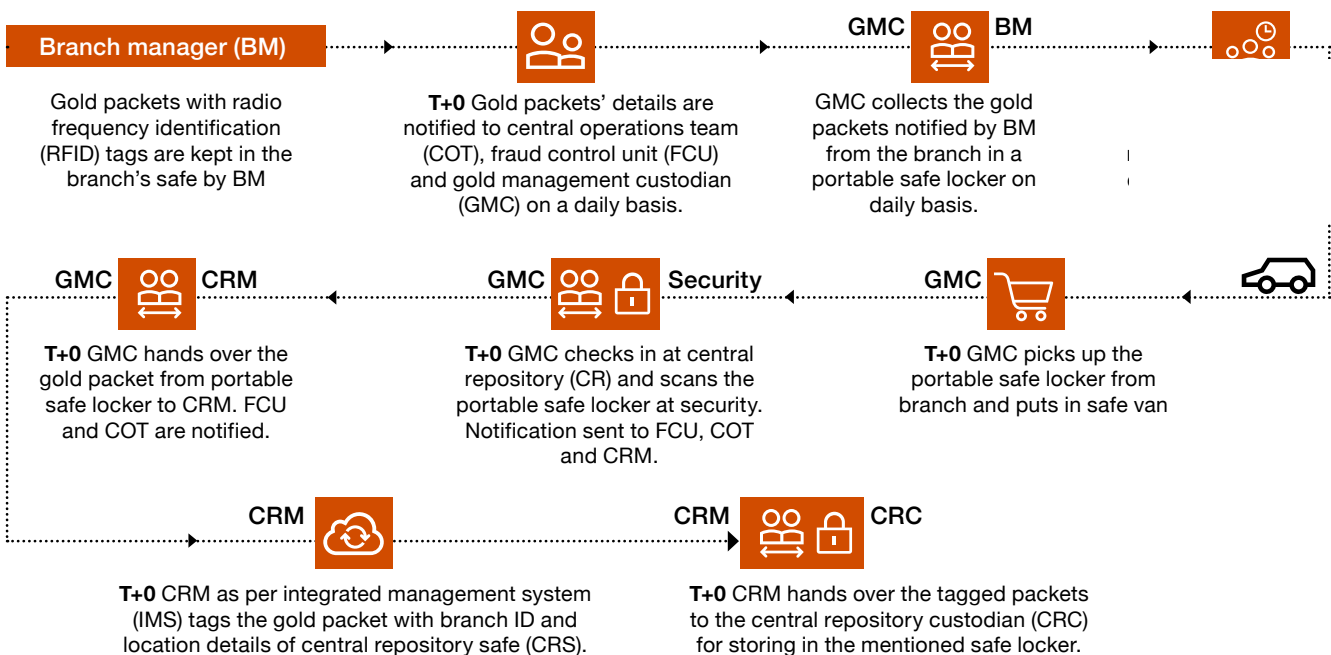 Branch manager (BM)
GMC
BM
Gold packets with radio
frequency identification
(RFID) tags are kept in the
branch's safe by BM
T+0 Gold packets' details are
notified to central operations team
(COT), fraud control unit (FCU)
and gold management custodian
(GMC) on a daily basis.
GMC collects the gold
packets notified by BM
from the branch in a
portable safe locker on
daily basis.
GMC
CRM
GMC
Security
GMC
T+0 GMC hands over the
gold packet from portable
safe locker to CRM. FCU
and COT are notified.
T+0 GMC checks in at central
repository (CR) and scans the
portable safe locker at security.
Notification sent to FCU, COT
and CRM.
T+0 GMC picks up the
portable safe locker from
branch and puts in safe van
CRM
CRM
CRC
T+0 CRM as per integrated management system
(IMS) tags the gold packet with branch ID and
location details of central repository safe (CRS).
T+0 CRM hands over the tagged packets
to the central repository custodian (CRC)
for storing in the mentioned safe locker.